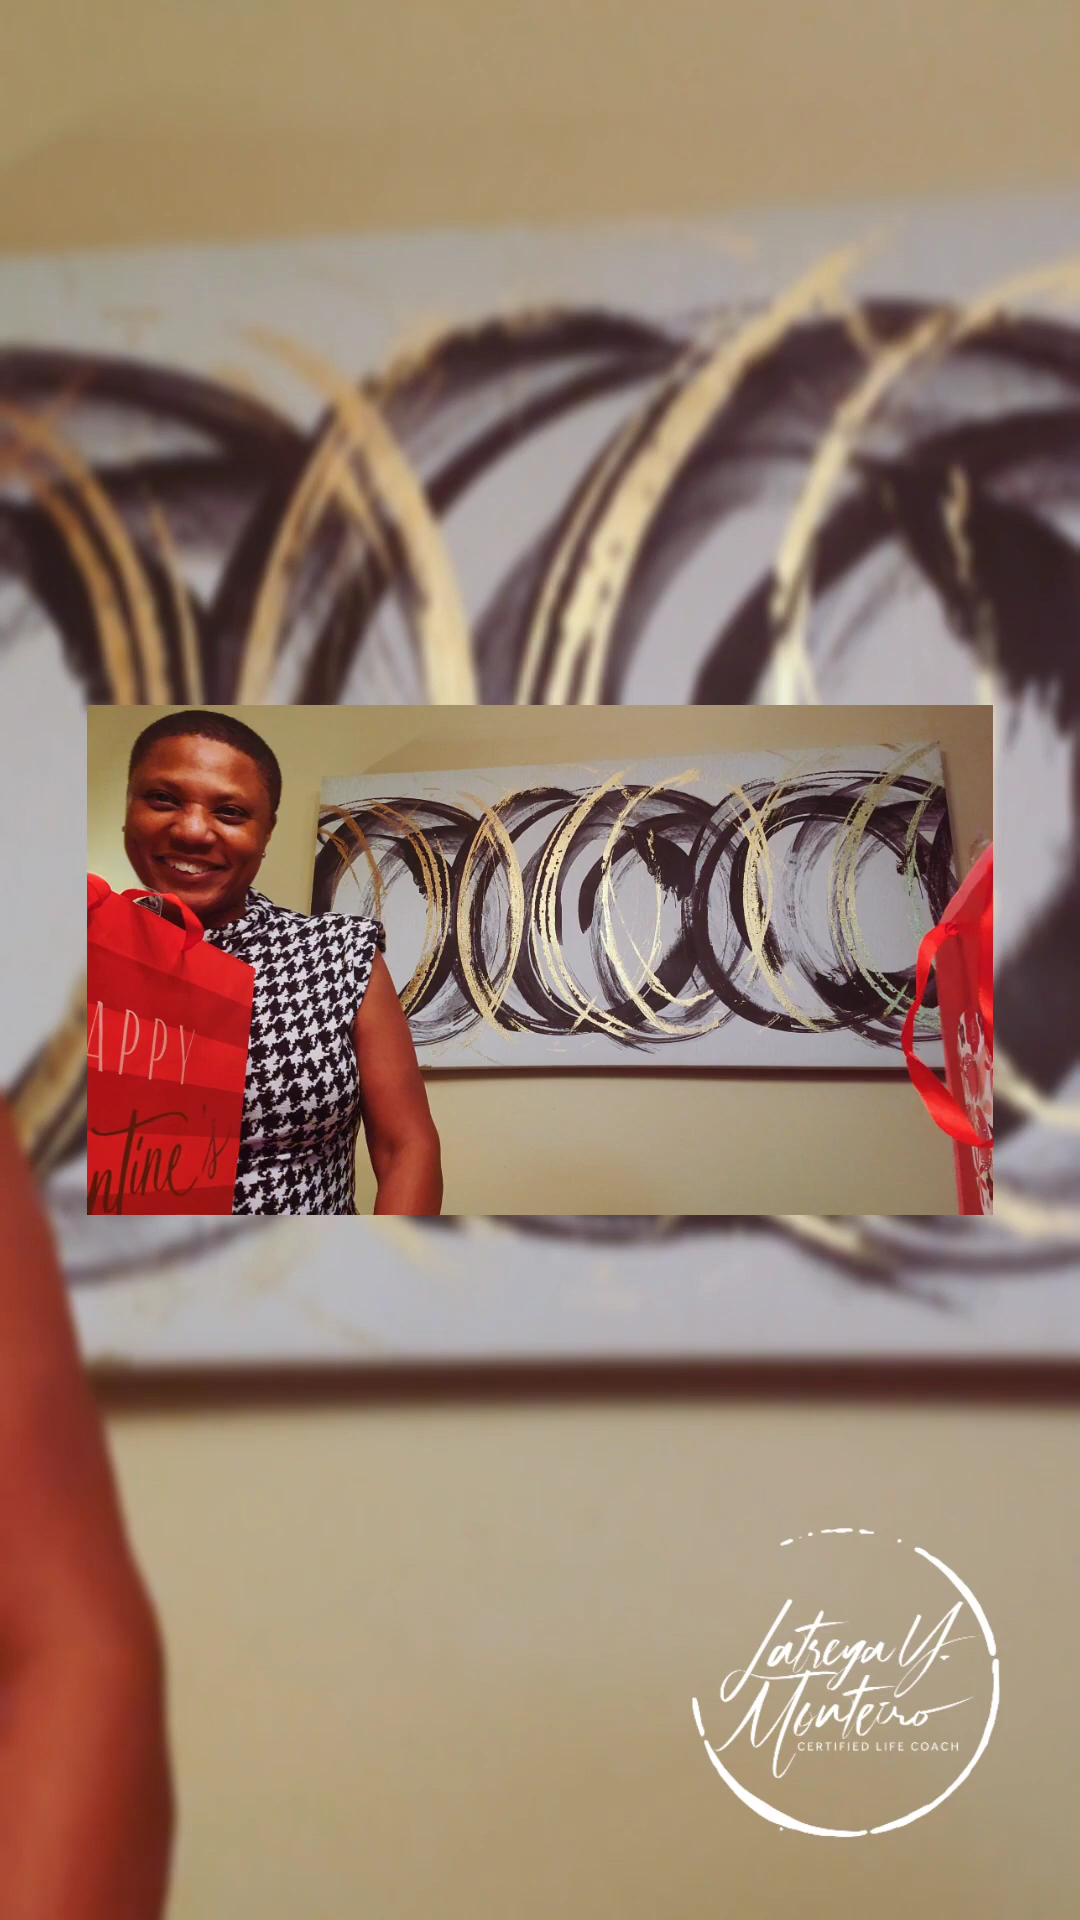 APPY
ntine's
Latreya Y.
Monteiro
CERTIFIED LIFE COACH